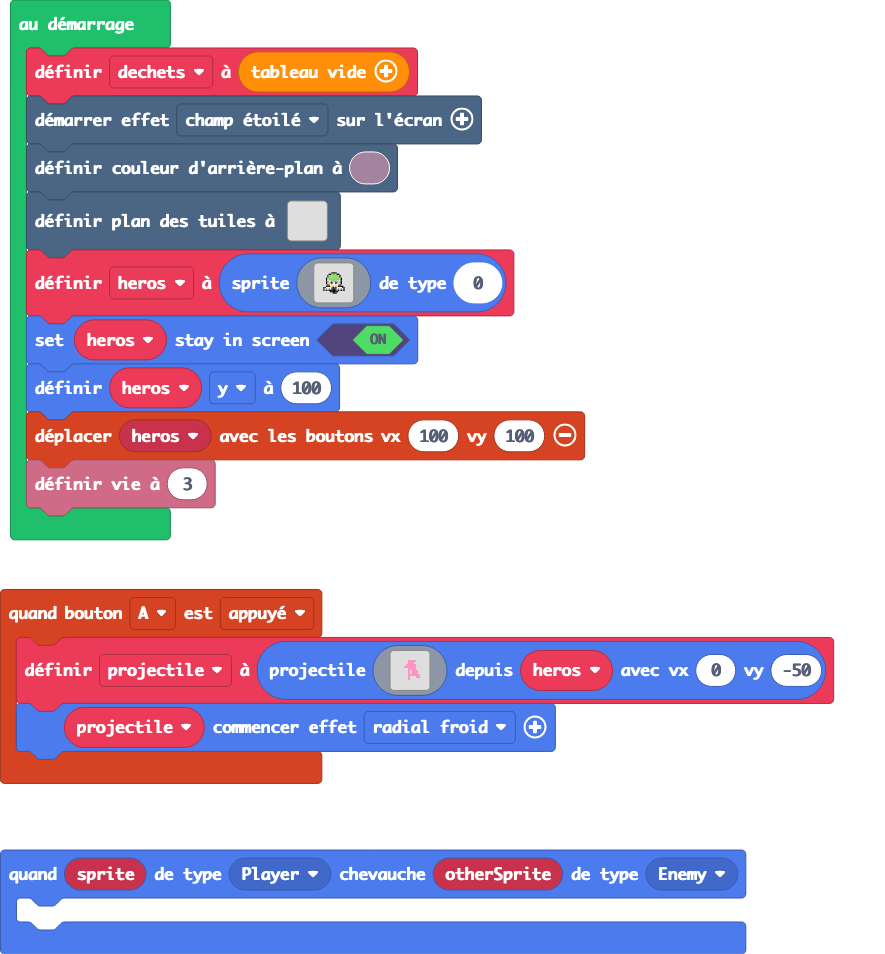 au démarrage
définir dechets à tableau vide
démarrer effet champ étoilé sur l'écran
définir couleur d'arrière-plan à
définir plan des tuiles à
définir heros à sprite de type 0
set heros stay in screen ON
définir heros y à 100
déplacer heros avec les boutons vx 100 vy 100
définir vie à 3
quand bouton A est appuyé
définir projectile à projectile depuis heros avec vx 0 vy -50
projectile commencer effet radial froid
quand sprite de type Player chevauche otherSprite de type Enemy